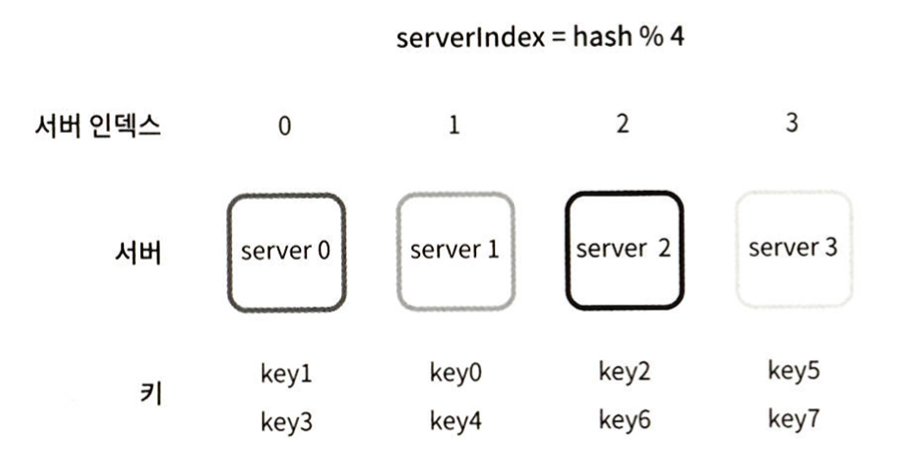 serverIndex = hash % 4
서버 인덱스 0 1 2 3
서버 server 0 server 1 server 2 server 3
키
key1 key0 key2 key5
key3 key4 key6 key7